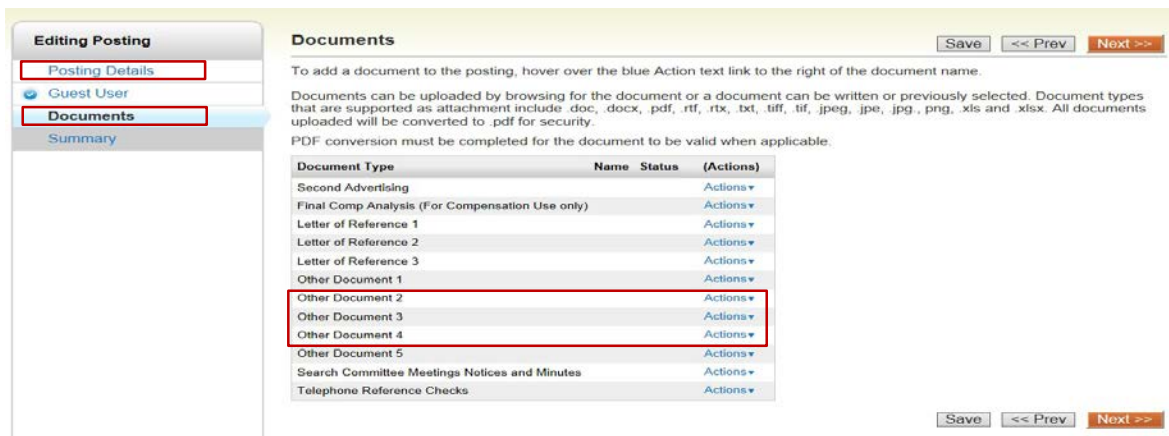 Editing Posting
Posting Details
Guest User
Documents
Summary
Documents
Save << Prev Next >>
To add a document to the posting, hover over the blue Action text link to the right of the document name.
Documents can be uploaded by browsing for the document or a document can be written or previously selected. Document types
that are supported as attachment include .doc, .docx, .pdf, .rtf, .rtx, .txt, .tiff, .tif, .jpeg, .jpe, .jpg., png, .xls and .xlsx. All documents
uploaded will be converted to .pdf for security.
PDF conversion must be completed for the document to be valid when applicable.
Document Type Name Status (Actions)
Second Advertising Actions
Final Comp Analysis (For Compensation Use only) Actions
Letter of Reference 1 Actions
Letter of Reference 2 Actions
Letter of Reference 3 Actions
Other Document 1 Actions
Other Document 2 Actions
Other Document 3 Actions
Other Document 4 Actions
Other Document 5 Actions
Search Committee Meetings Notices and Minutes Actions
Telephone Reference Checks Actions
Save << Prev Next >>